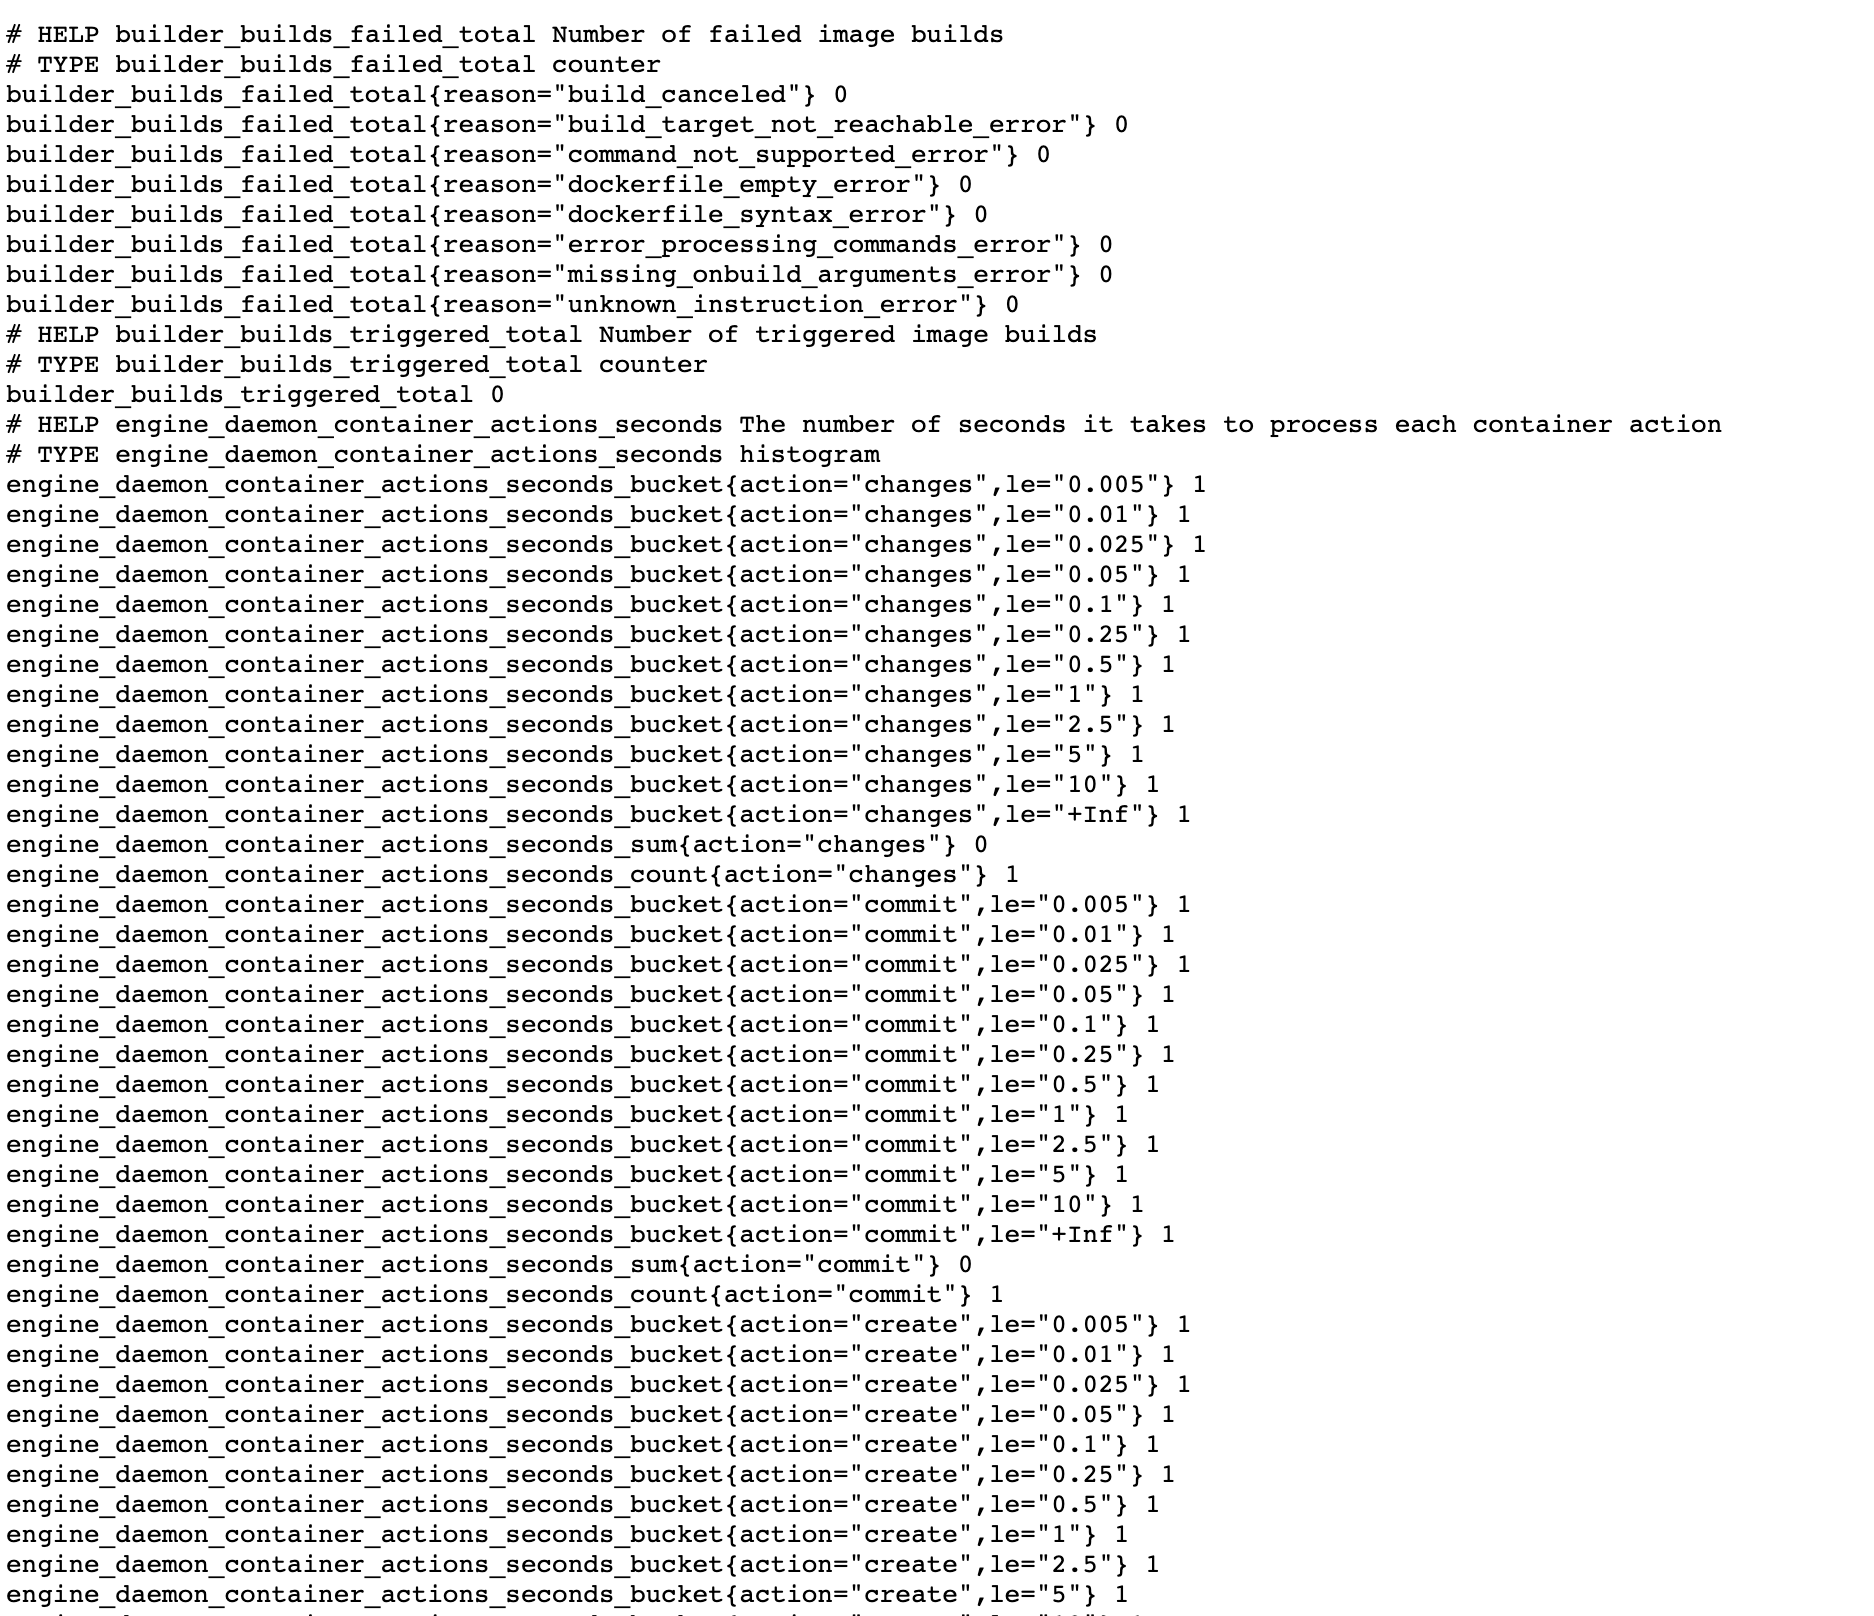 # HELP builder_builds_failed_total Number of failed image builds
# TYPE builder_builds_failed_total counter
builder_builds_failed_total{reason="build_canceled"} 0
builder_builds_failed_total{reason="build_target_not_reachable_error"} 0
builder_builds_failed_total{reason="command_not_supported_error"} 0
builder_builds_failed_total{reason="dockerfile_empty_error"} 0
builder_builds_failed_total{reason="dockerfile_syntax_error"} 0
builder_builds_failed_total{reason="error_processing_commands_error"} 0
builder_builds_failed_total{reason="missing_onbuild_arguments_error"} 0
builder_builds_failed_total{reason="unknown_instruction_error"} 0
# HELP builder_builds_triggered_total Number of triggered image builds
# TYPE builder_builds_triggered_total counter
builder_builds_triggered_total 0
# HELP engine_daemon_container_actions_seconds The number of seconds it takes to process each container action
# TYPE engine_daemon_container_actions_seconds histogram
engine_daemon_container_actions_seconds_bucket{action="changes",le="0.005"} 1
engine_daemon_container_actions_seconds_bucket{action="changes",le="0.01"} 1
engine_daemon_container_actions_seconds_bucket{action="changes",le="0.025"} 1
engine_daemon_container_actions_seconds_bucket{action="changes",le="0.05"} 1
engine_daemon_container_actions_seconds_bucket{action="changes",le="0.1"} 1
engine_daemon_container_actions_seconds_bucket{action="changes",le="0.25"} 1
engine_daemon_container_actions_seconds_bucket{action="changes",le="0.5"} 1
engine_daemon_container_actions_seconds_bucket{action="changes",le="1"} 1
engine_daemon_container_actions_seconds_bucket{action="changes",le="2.5"} 1
engine_daemon_container_actions_seconds_bucket{action="changes",le="5"} 1
engine_daemon_container_actions_seconds_bucket{action="changes",le="10"} 1
engine_daemon_container_actions_seconds_bucket{action="changes",le="+Inf"} 1
engine_daemon_container_actions_seconds_sum{action="changes"} 0
engine_daemon_container_actions_seconds_count{action="changes"} 1
engine_daemon_container_actions_seconds_bucket{action="commit",le="0.005"} 1
engine_daemon_container_actions_seconds_bucket{action="commit",le="0.01"} 1
engine_daemon_container_actions_seconds_bucket{action="commit",le="0.025"} 1
engine_daemon_container_actions_seconds_bucket{action="commit",le="0.05"} 1
engine_daemon_container_actions_seconds_bucket{action="commit",le="0.1"} 1
engine_daemon_container_actions_seconds_bucket{action="commit",le="0.25"} 1
engine_daemon_container_actions_seconds_bucket{action="commit",le="0.5"} 1
engine_daemon_container_actions_seconds_bucket{action="commit",le="1"} 1
engine_daemon_container_actions_seconds_bucket{action="commit",le="2.5"} 1
engine_daemon_container_actions_seconds_bucket{action="commit",le="5"} 1
engine_daemon_container_actions_seconds_bucket{action="commit",le="10"} 1
engine_daemon_container_actions_seconds_bucket{action="commit",le="+Inf"} 1
engine_daemon_container_actions_seconds_sum{action="commit"} 0
engine_daemon_container_actions_seconds_count{action="commit"} 1
engine_daemon_container_actions_seconds_bucket{action="create",le="0.005"} 1
engine_daemon_container_actions_seconds_bucket{action="create",le="0.01"} 1
engine_daemon_container_actions_seconds_bucket{action="create",le="0.025"} 1
engine_daemon_container_actions_seconds_bucket{action="create",le="0.05"} 1
engine_daemon_container_actions_seconds_bucket{action="create",le="0.1"} 1
engine_daemon_container_actions_seconds_bucket{action="create",le="0.25"} 1
engine_daemon_container_actions_seconds_bucket{action="create",le="0.5"} 1
engine_daemon_container_actions_seconds_bucket{action="create",le="1"} 1
engine_daemon_container_actions_seconds_bucket{action="create",le="2.5"} 1
engine_daemon_container_actions_seconds_bucket{action="create",le="5"} 1